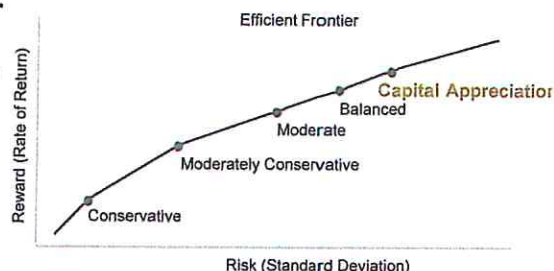 Efficient Frontier
Reward (Rate of Return)
Capital Appreciation
Balanced
Moderate
Moderately Conservative
Conservative
Risk (Standard Deviation)